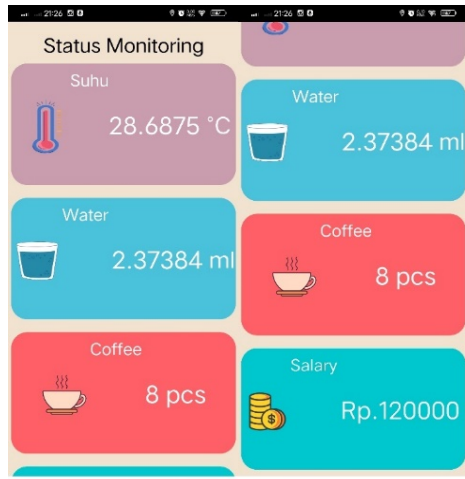 21:26
Status Monitoring
Suhu
28.6875 °C
Water
2.37384 ml
Coffee
8 pcs
21:26
Water
2.37384 ml
Coffee
8 pcs
Salary
Rp.120000